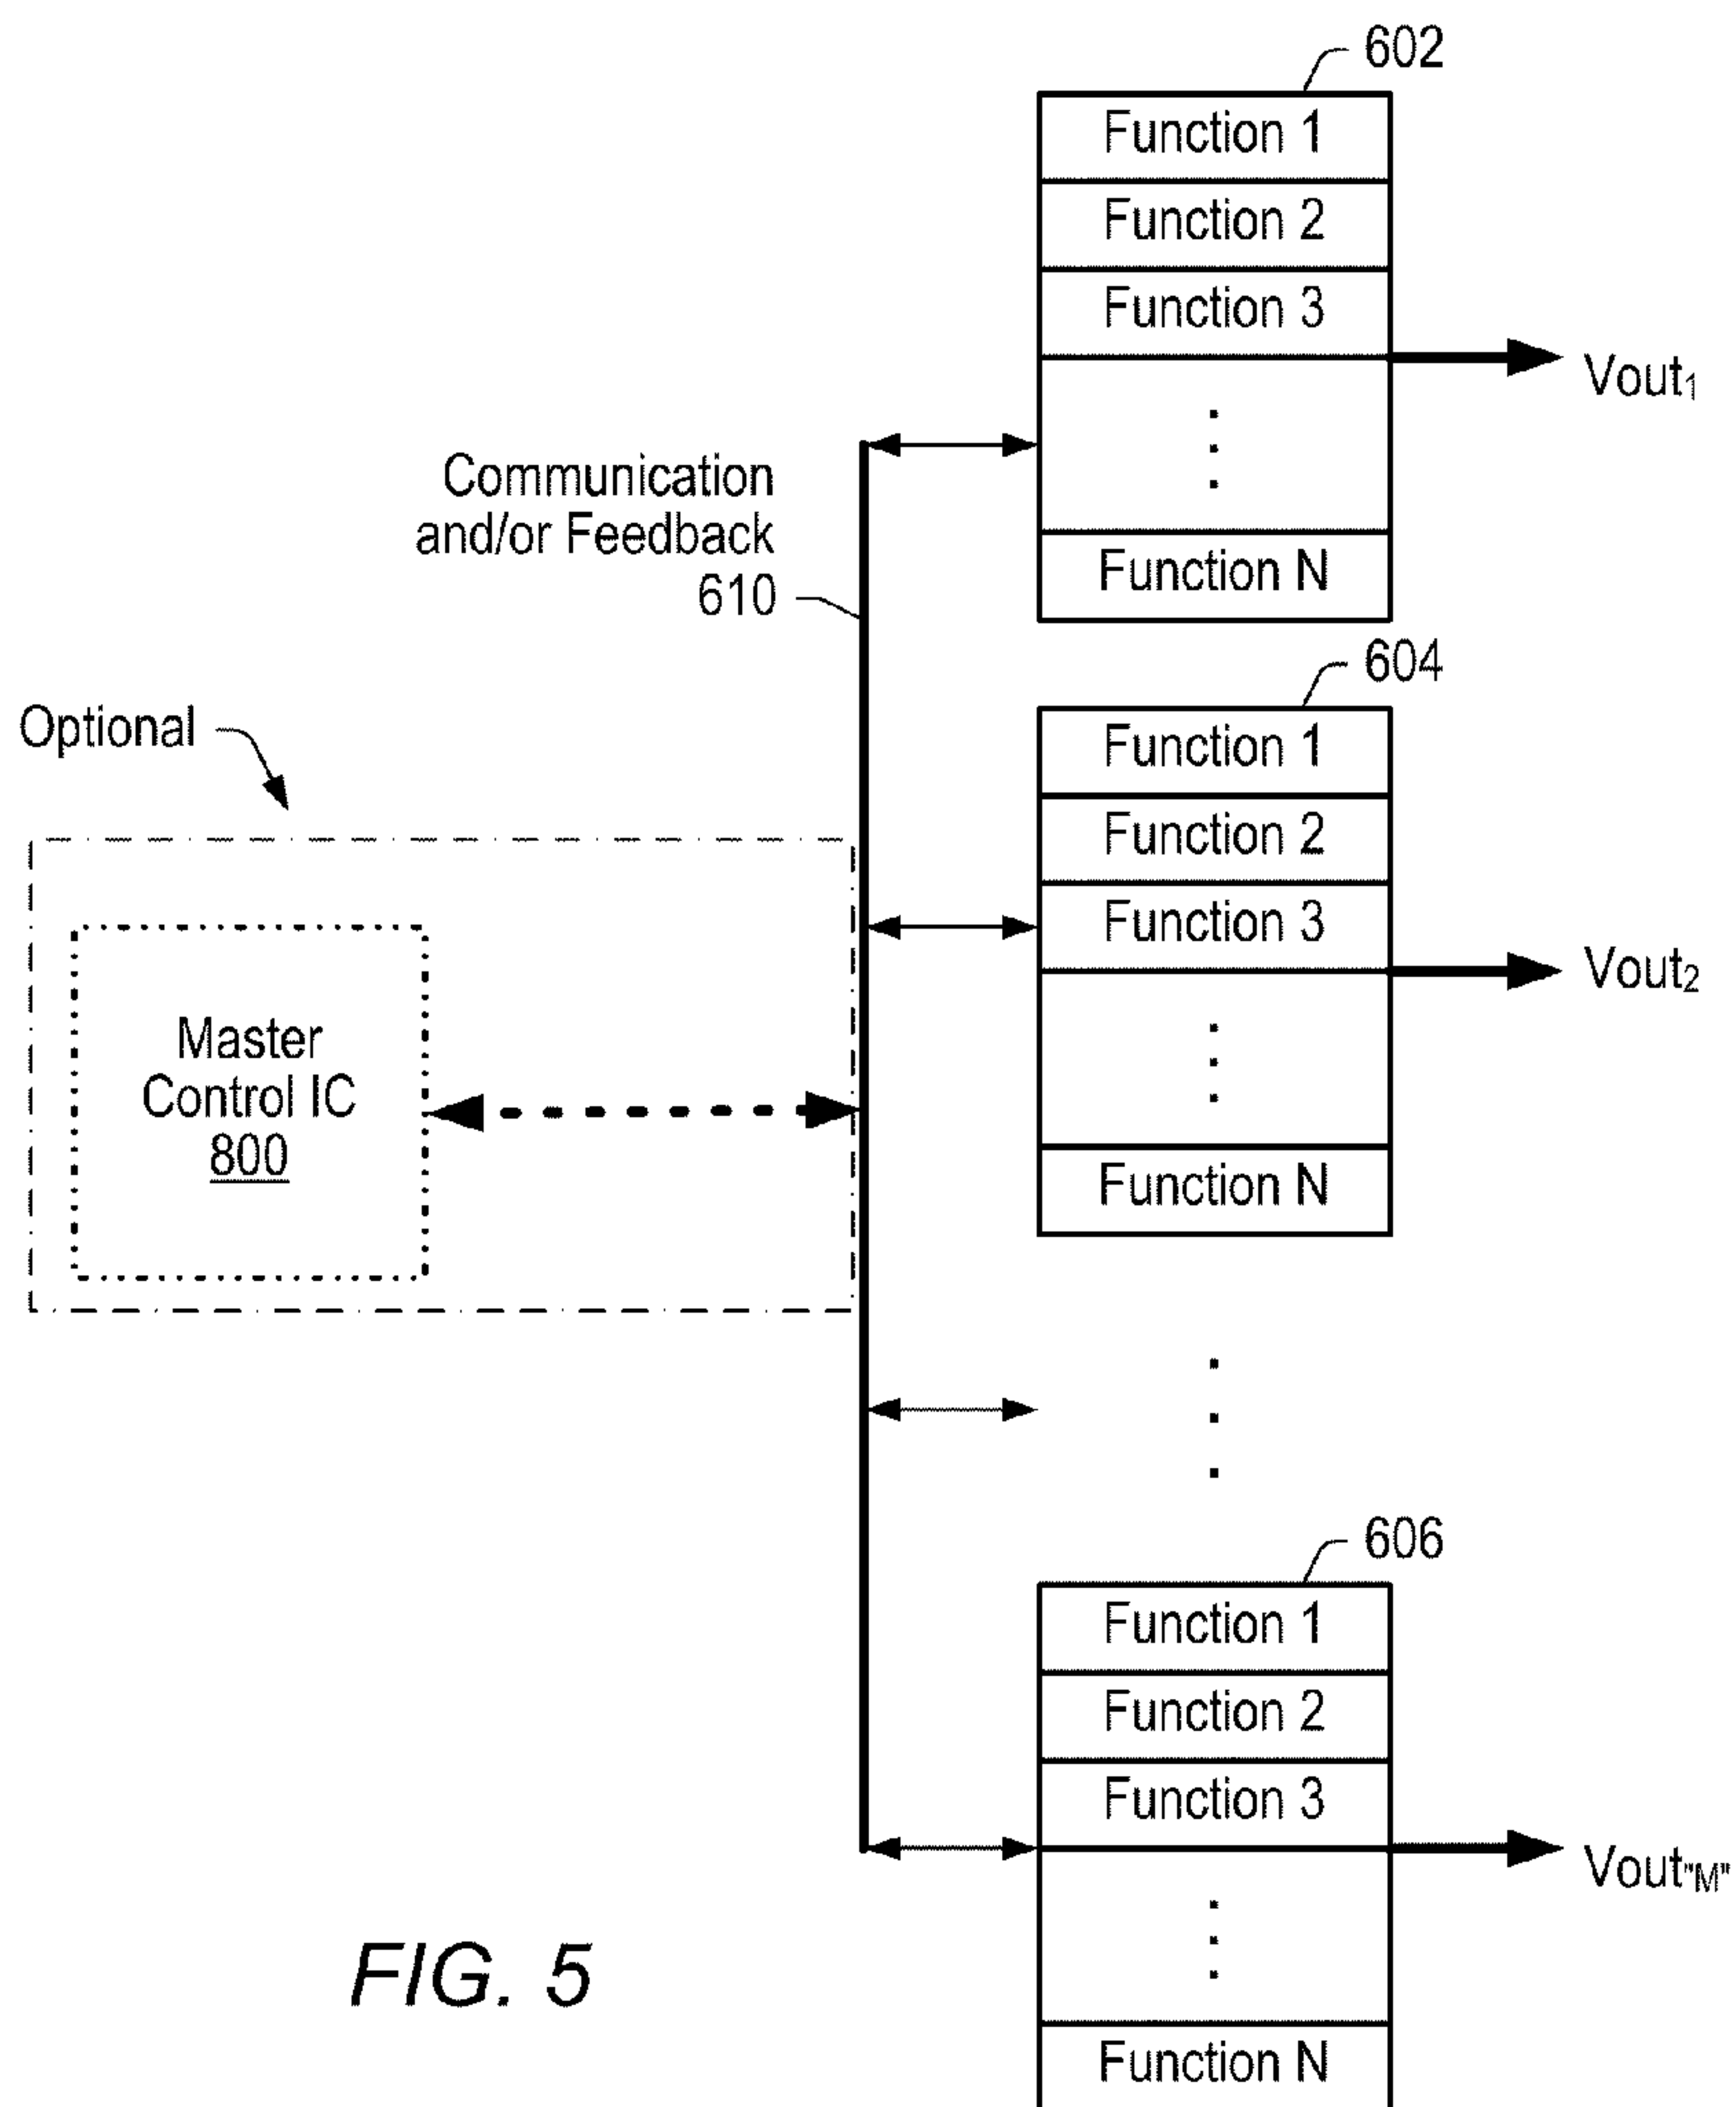 602
Function 1
Function 2
Function 3
Vout1
Communication
and/or Feedback
610
Function N
604
Optional
Function 1
Function 2
Function 3
Vout2
Master
Control IC
800
Function N
606
Function 1
Function 2
Function 3
Vout"M"
Function N
FIG. 5